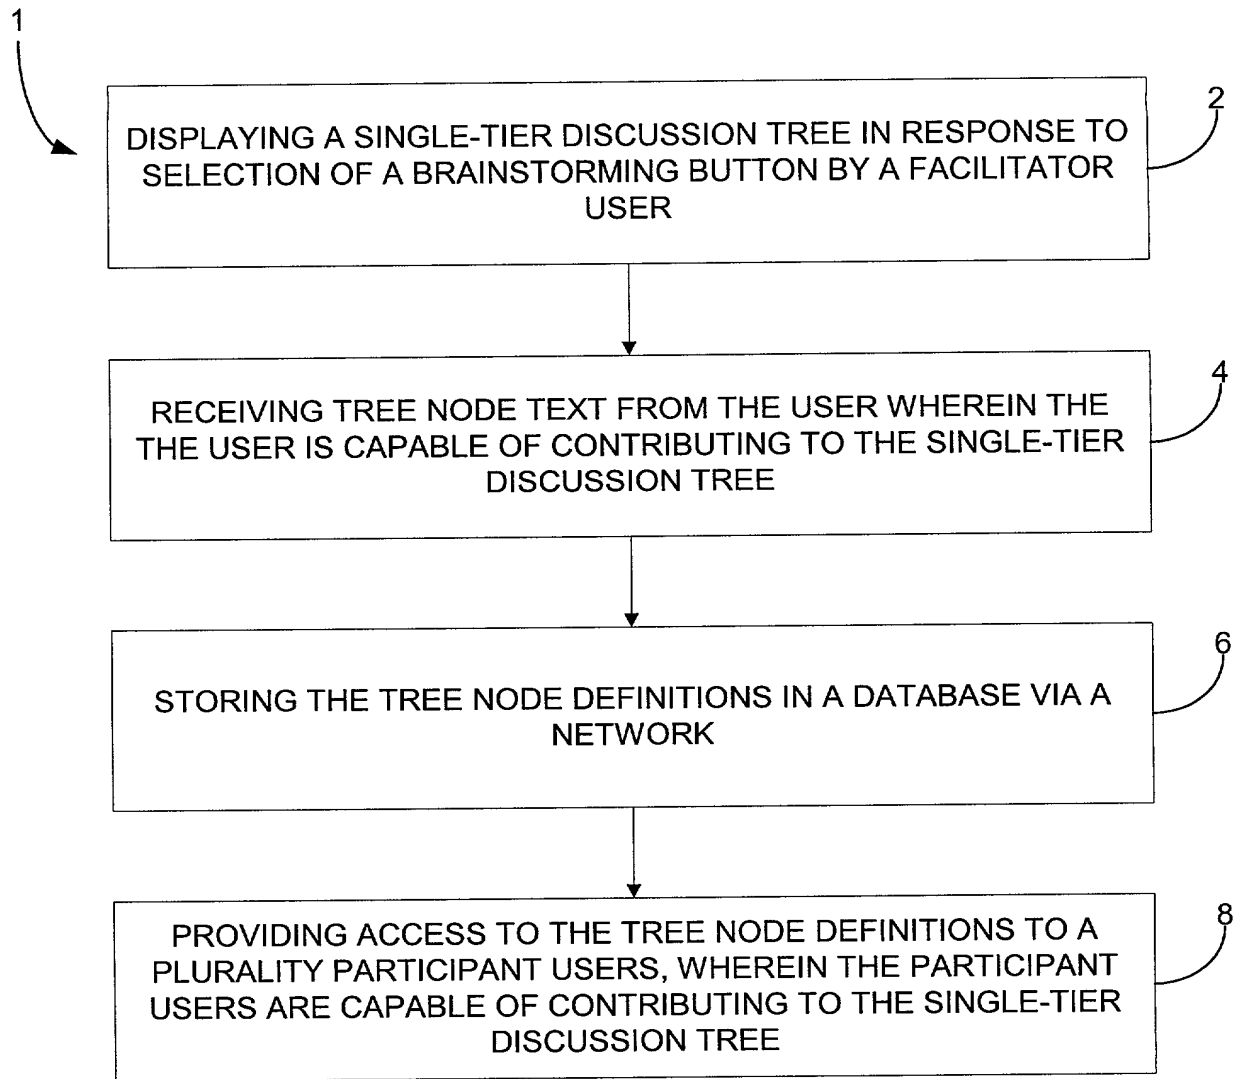 1
2
DISPLAYING A SINGLE-TIER DISCUSSION TREE IN RESPONSE TO
SELECTION OF A BRAINSTORMING BUTTON BY A FACILITATOR
USER
4
RECEIVING TREE NODE TEXT FROM THE USER WHEREIN THE
THE USER IS CAPABLE OF CONTRIBUTING TO THE SINGLE-TIER
DISCUSSION TREE
6
STORING THE TREE NODE DEFINITIONS IN A DATABASE VIA A
NETWORK
8
PROVIDING ACCESS TO THE TREE NODE DEFINITIONS TO A
PLURALITY PARTICIPANT USERS, WHEREIN THE PARTICIPANT
USERS ARE CAPABLE OF CONTRIBUTING TO THE SINGLE-TIER
DISCUSSION TREE